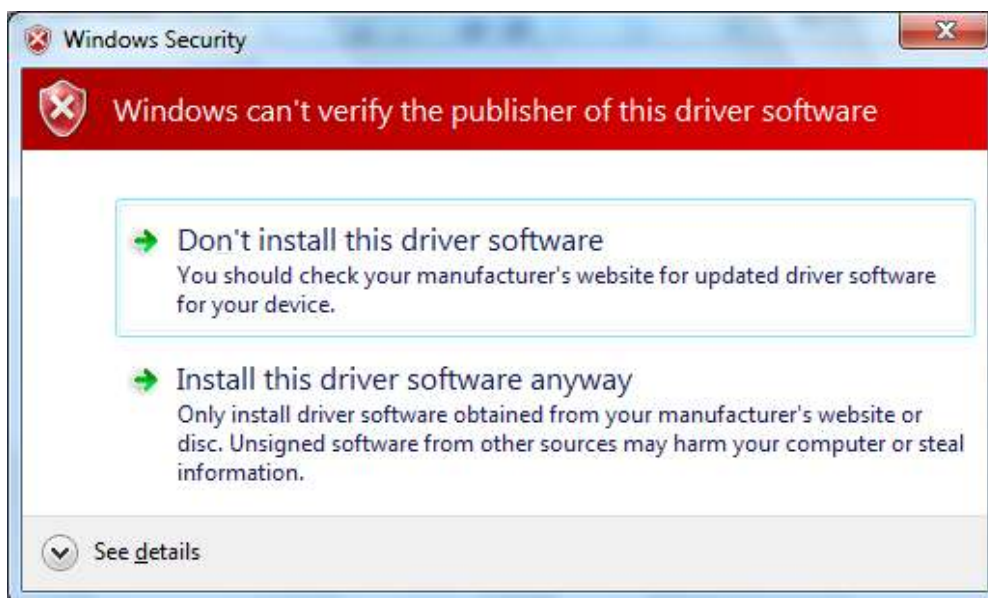 Windows Security
Windows can't verify the publisher of this driver software
Don't install this driver software
You should check your manufacturer's website for updated driver software
for your device.
Install this driver software anyway
Only install driver software obtained from your manufacturer's website or
disc. Unsigned software from other sources may harm your computer or steal
information.
See details